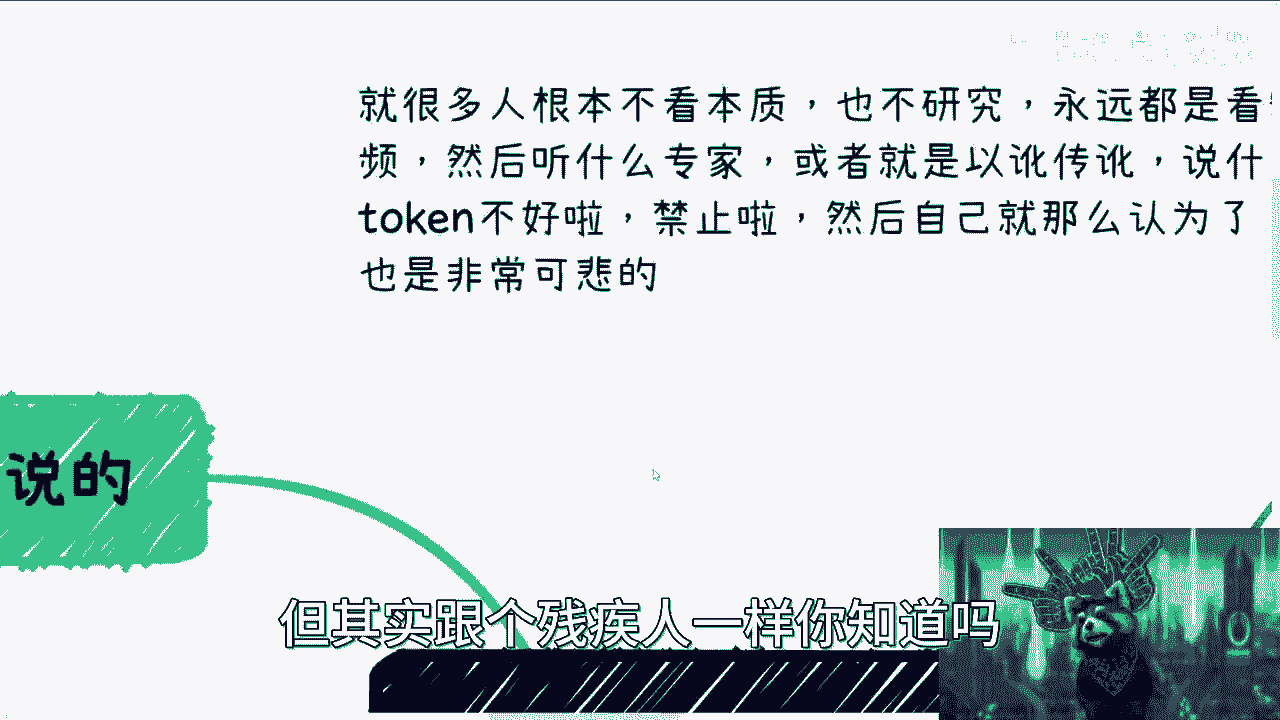 就很多人根本不看本质，也不研究，永远都是看
频，然后听什么专家，或者就是以讹传讹，说什
token不好啦，禁止啦，然后自己就那么认为了
也是非常可悲的
说的
但其实跟个残疾人一样你知道吗